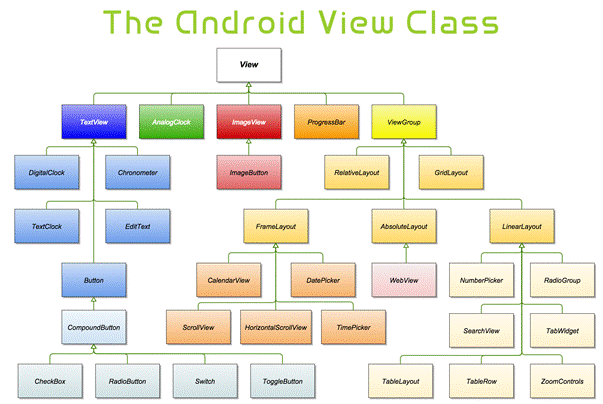 The Android View Class
View
TextView
AnalogClock
ImageView
ProgressBar
ViewGroup
DigitalClock
Chronometer
ImageButton
RelativeLayout
GridLayout
TextClock
EditText
FrameLayout
AbsoluteLayout
LinearLayout
Button
CalendarView
DatePicker
WebView
NumberPicker
RadioGroup
CompoundButton
ScrollView
HorizontalScrollView
TimePicker
SearchView
TabWidget
CheckBox
RadioButton
Switch
ToggleButton
TableLayout
TableRow
ZoomControls